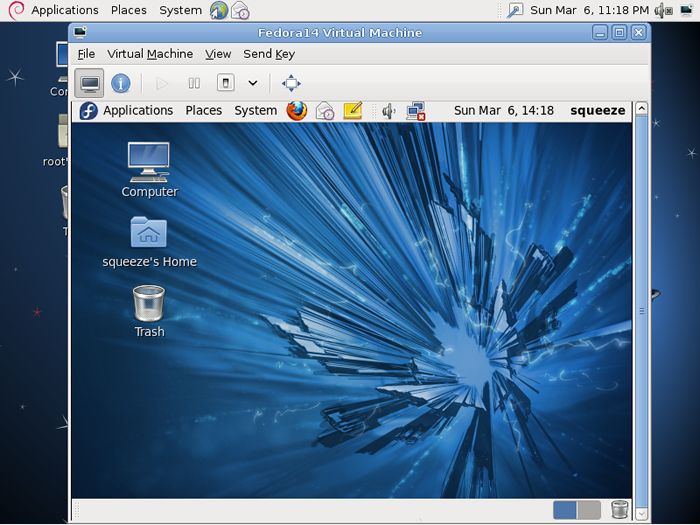 Applications Places System Sun Mar 6, 11:18 PM
Fedora14 Virtual Machine
File Virtual Machine View Send Key
Applications Places System Sun Mar 6, 14:18 squeeze
Computer
squeeze's Home
Trash
Co
root'
T